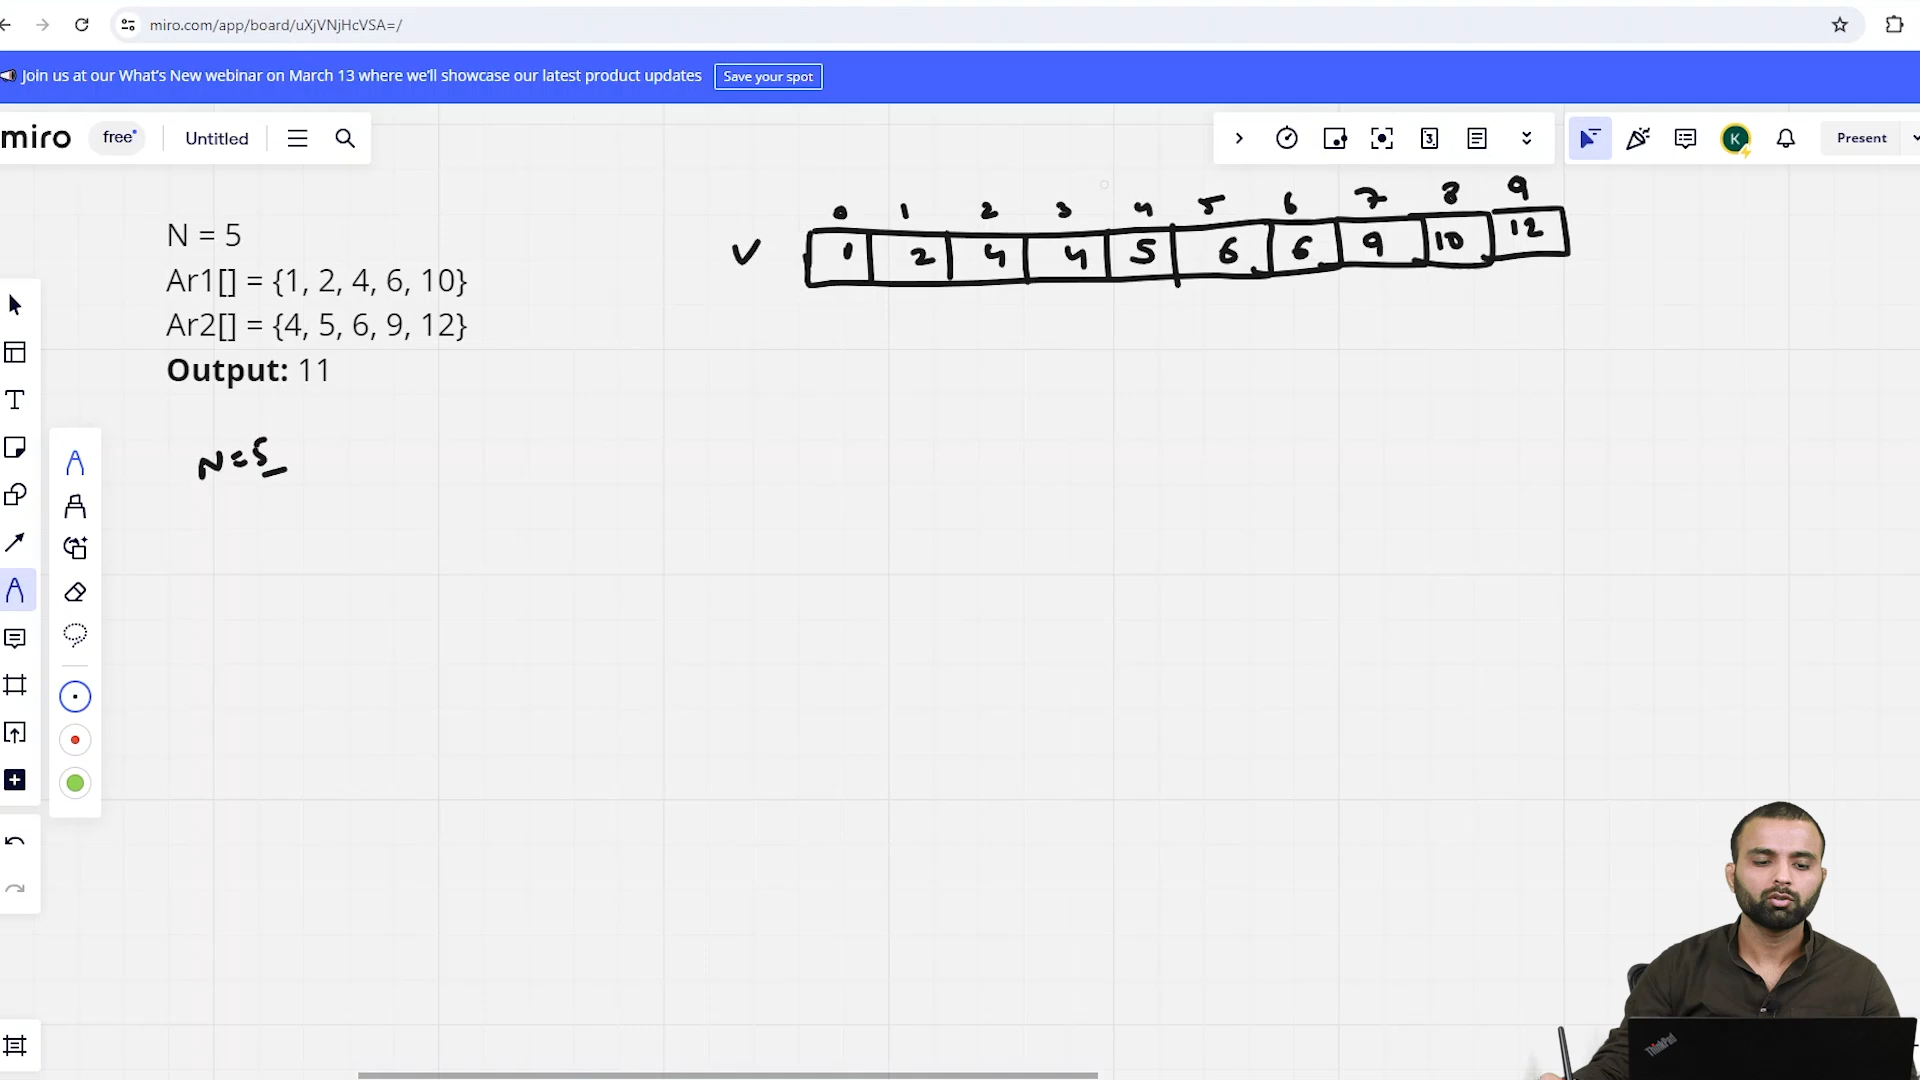 miro.com/app/board/uXjVNjHcVSA=/
Join us at our What's New webinar on March 13 where we'll showcase our latest product updates Save your spot
miro free Untitled
3
K
Present
N = 5
Ar1[] = {1, 2, 4, 6, 10}
Ar2[] = {4, 5, 6, 9, 12}
Output: 11
N=5
0 1 2 3 4 5 6 7 8 9
V 1 2 4 4 5 6 6 9 10 12
T
ThinkPad